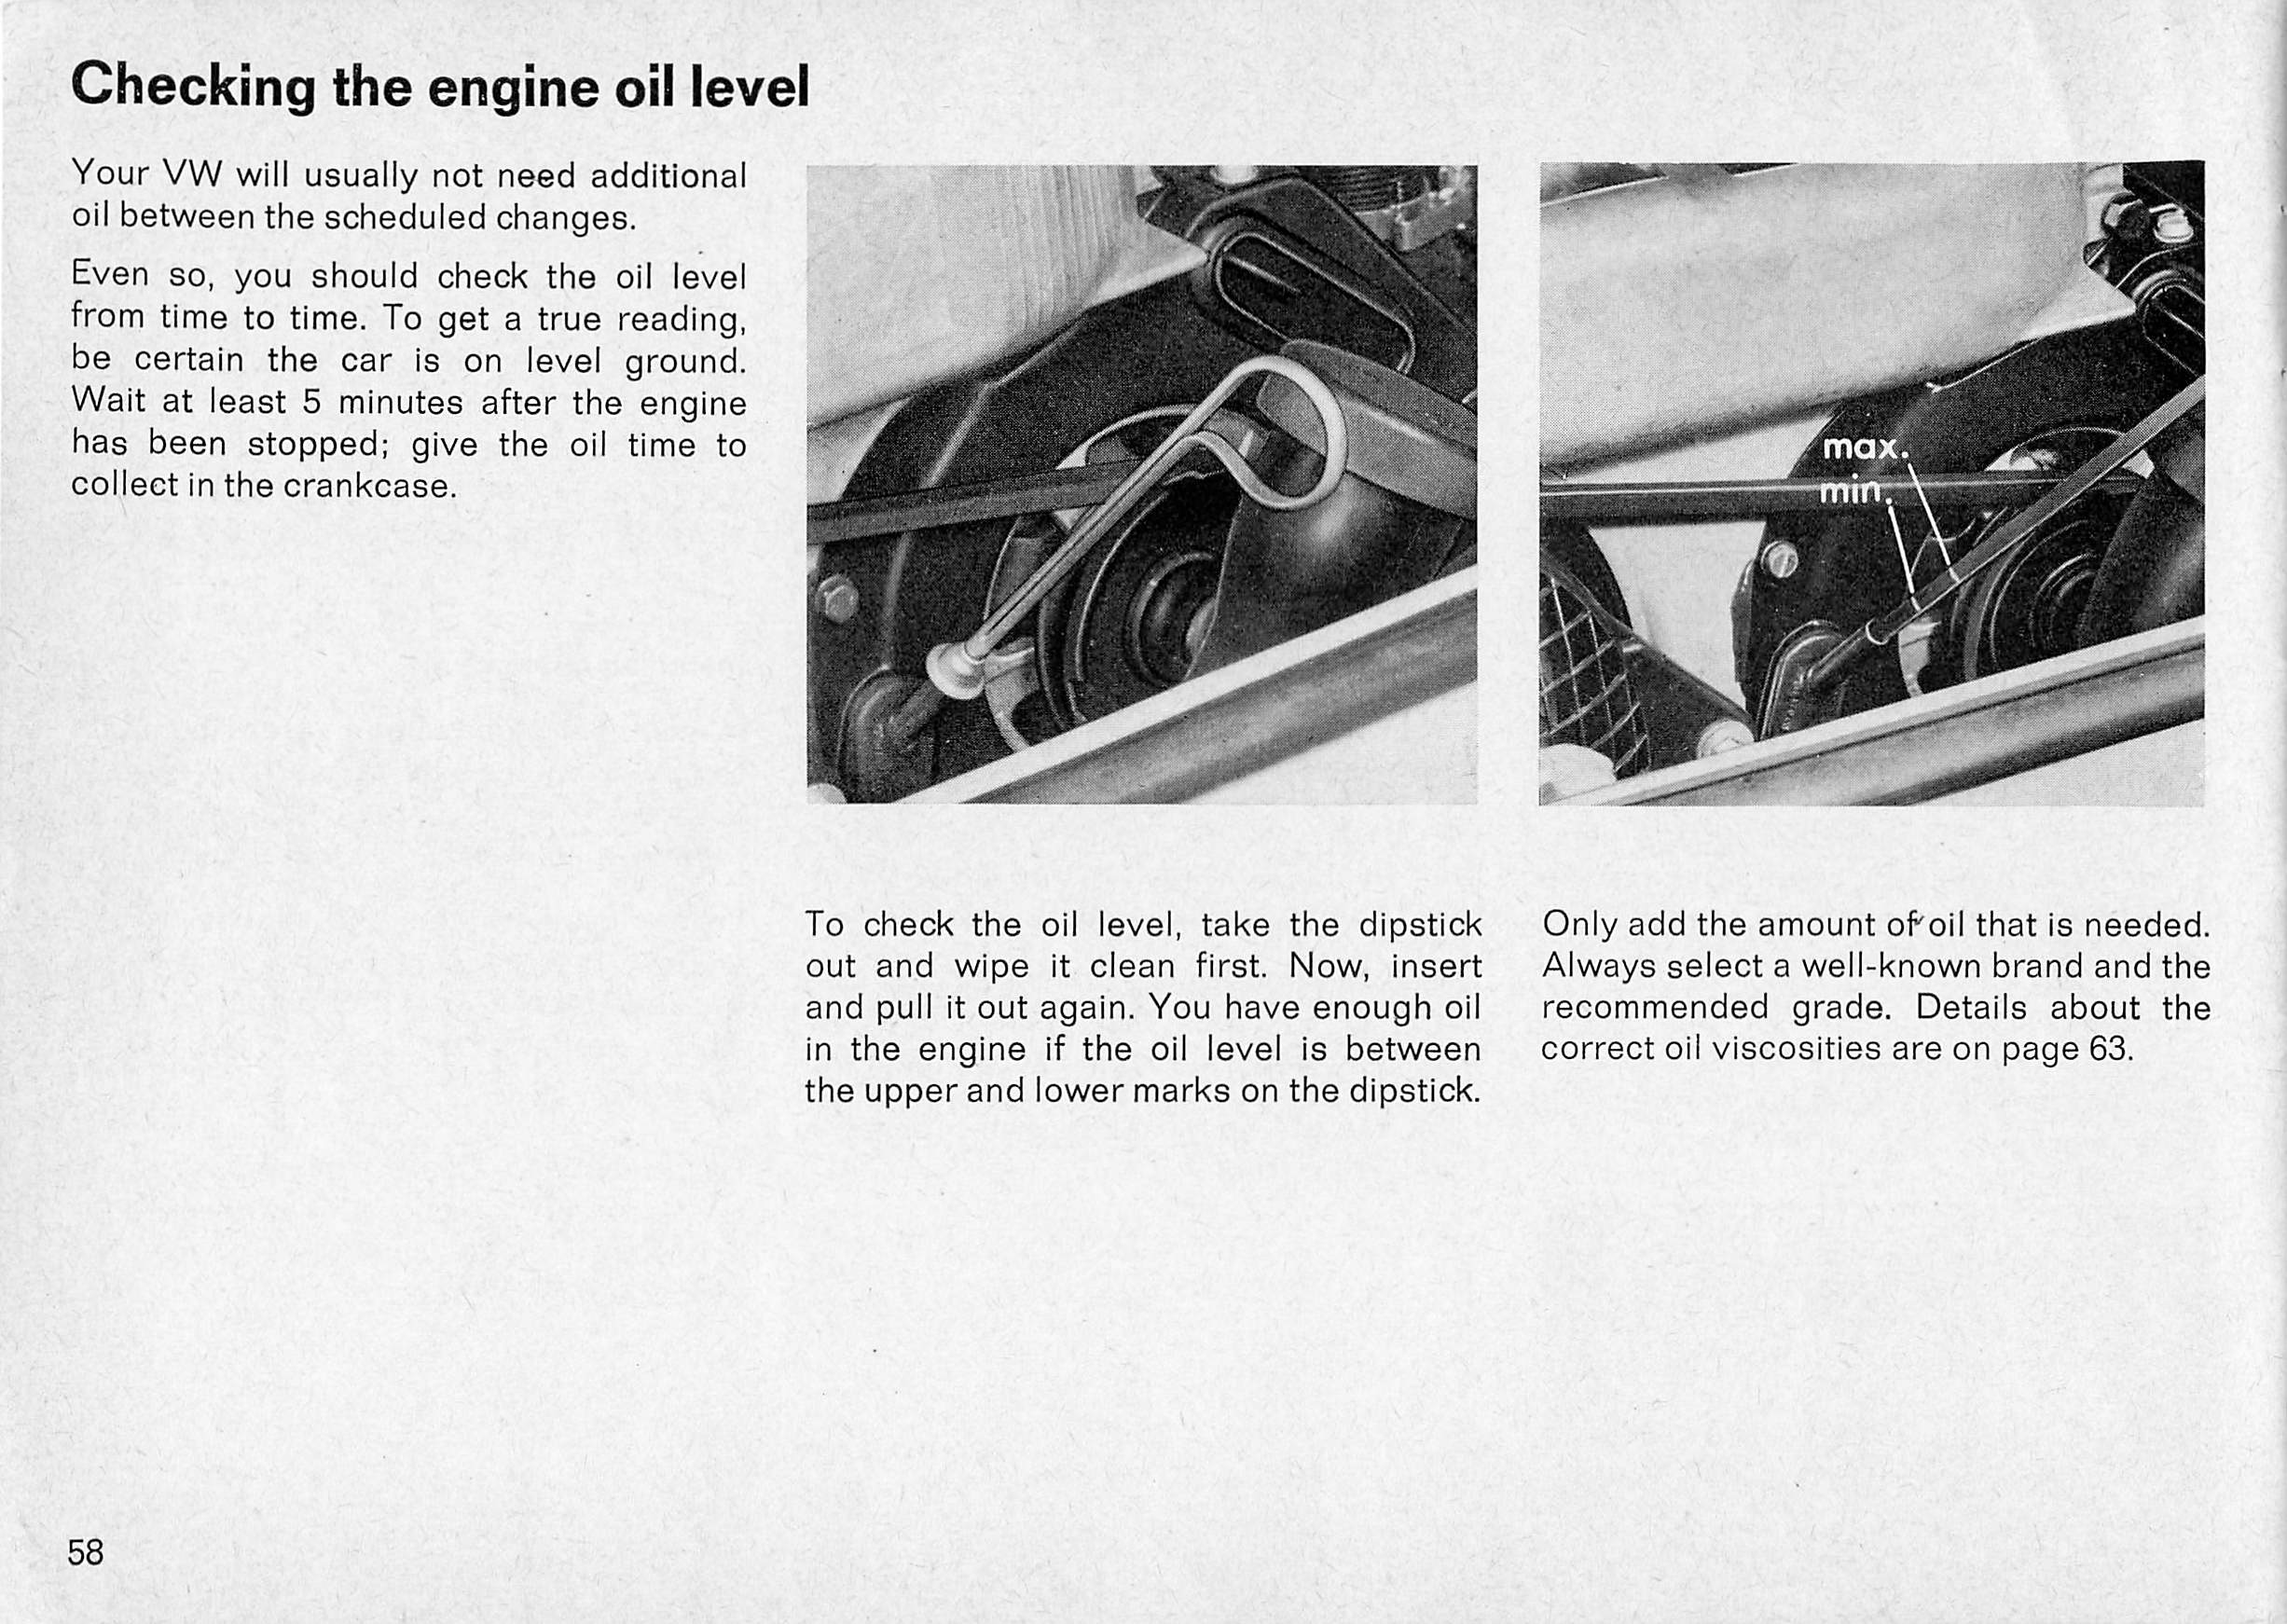 Checking the engine oil level
Your VW will usually not need additional
oil between the scheduled changes.
Even so, you should check the oil level
from time to time. To get a true reading,
be certain the car is on level ground.
Wait at least 5 minutes after the engine
has been stopped; give the oil time to
collect in the crankcase.
max.
min.
To check the oil level, take the dipstick
out and wipe it clean first. Now, insert
and pull it out again. You have enough oil
in the engine if the oil level is between
the upper and lower marks on the dipstick.
Only add the amount of oil that is needed.
Always select a well-known brand and the
recommended grade. Details about the
correct oil viscosities are on page 63.
58